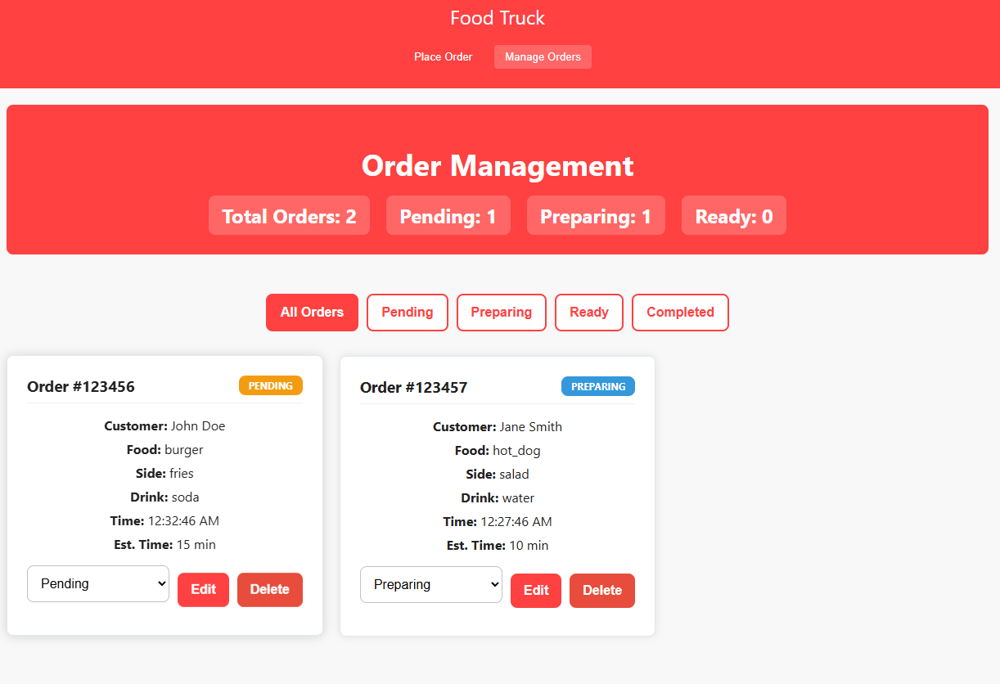 Food Truck
Place Order Manage Orders
Order Management
Total Orders: 2 Pending: 1 Preparing: 1 Ready: 0
All Orders Pending Preparing Ready Completed
Order #123456 PENDING
Customer: John Doe
Food: burger
Side: fries
Drink: soda
Time: 12:32:46 AM
Est. Time: 15 min
Pending Edit Delete
Order #123457 PREPARING
Customer: Jane Smith
Food: hot_dog
Side: salad
Drink: water
Time: 12:27:46 AM
Est. Time: 10 min
Preparing Edit Delete